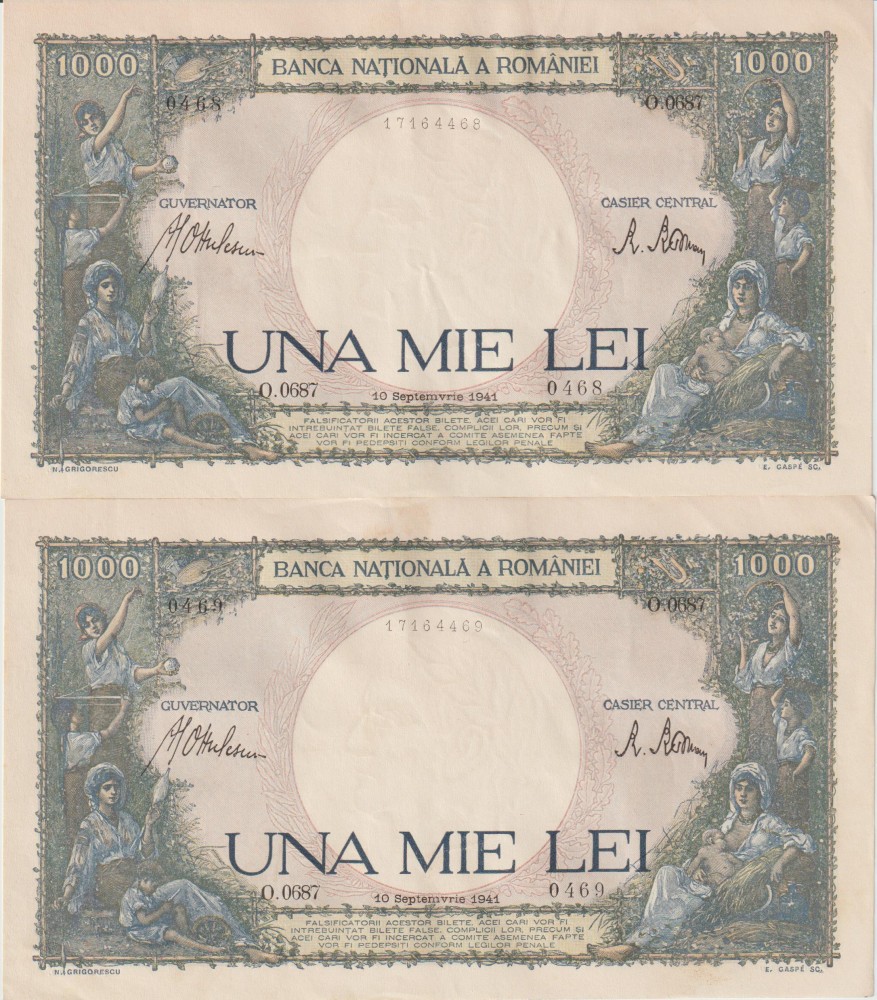 1000 BANCA NAȚIONALĂ A ROMÂNIEI 1000
0468 O.0687
17164468
GUVERNATOR CASIER CENTRAL
UNA MIE LEI
O.0687 10 Septemvrie 1941 0468
FALSIFICATORII ACESTOR BILETE, ACEI CARI VOR FI
INTREBUINȚAT BILETE FALSE, COMPLICII LOR, PRECUM ȘI
ACEI CARI VOR FI INCERCAT A COMITE ASEMENEA FAPTE
VOR FI PEDEPSITI CONFORM LEGILOR PENALE
N. GRIGORESCU E. GASPÉ SC.
1000 BANCA NAȚIONALĂ A ROMÂNIEI 1000
0469 O.0687
17164469
GUVERNATOR CASIER CENTRAL
UNA MIE LEI
O.0687 10 Septemvrie 1941 0469
FALSIFICATORII ACESTOR BILETE, ACEI CARI VOR FI
INTREBUINȚAT BILETE FALSE, COMPLICII LOR, PRECUM ȘI
ACEI CARI VOR FI INCERCAT A COMITE ASEMENEA FAPTE
VOR FI PEDEPSITI CONFORM LEGILOR PENALE
N. GRIGORESCU E. GASPÉ SC.